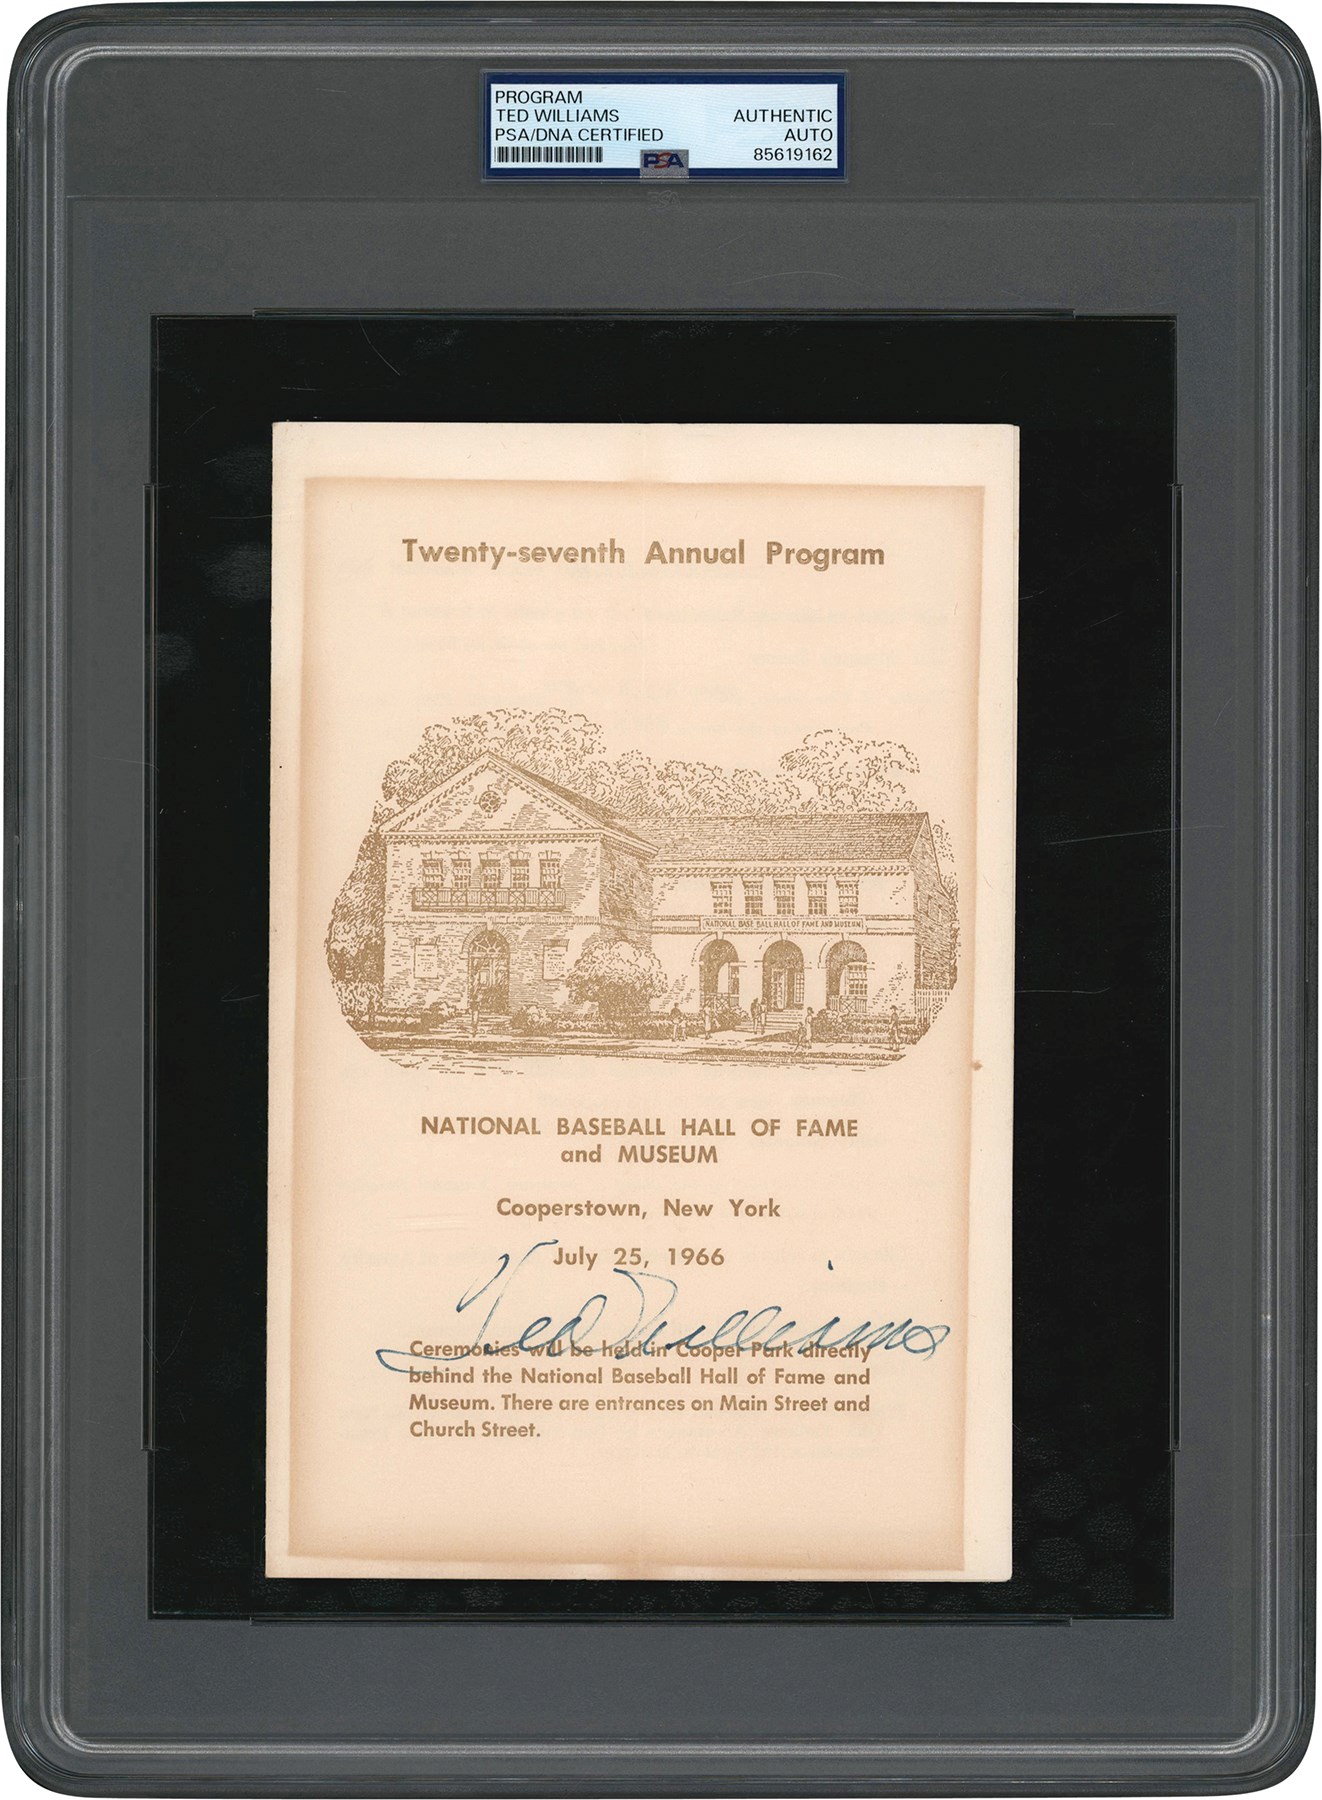 PROGRAM
TED WILLIAMS
PSA/DNA CERTIFIED
AUTHENTIC
AUTO
85619162
PSA
Twenty-seventh Annual Program
NATIONAL BASE BALL HALL OF FAME AND MUSEUM
NATIONAL BASEBALL HALL OF FAME
and MUSEUM
Cooperstown, New York
July 25, 1966
Ted Williams
Ceremonies will be held in Cooper Park directly
behind the National Baseball Hall of Fame and
Museum. There are entrances on Main Street and
Church Street.